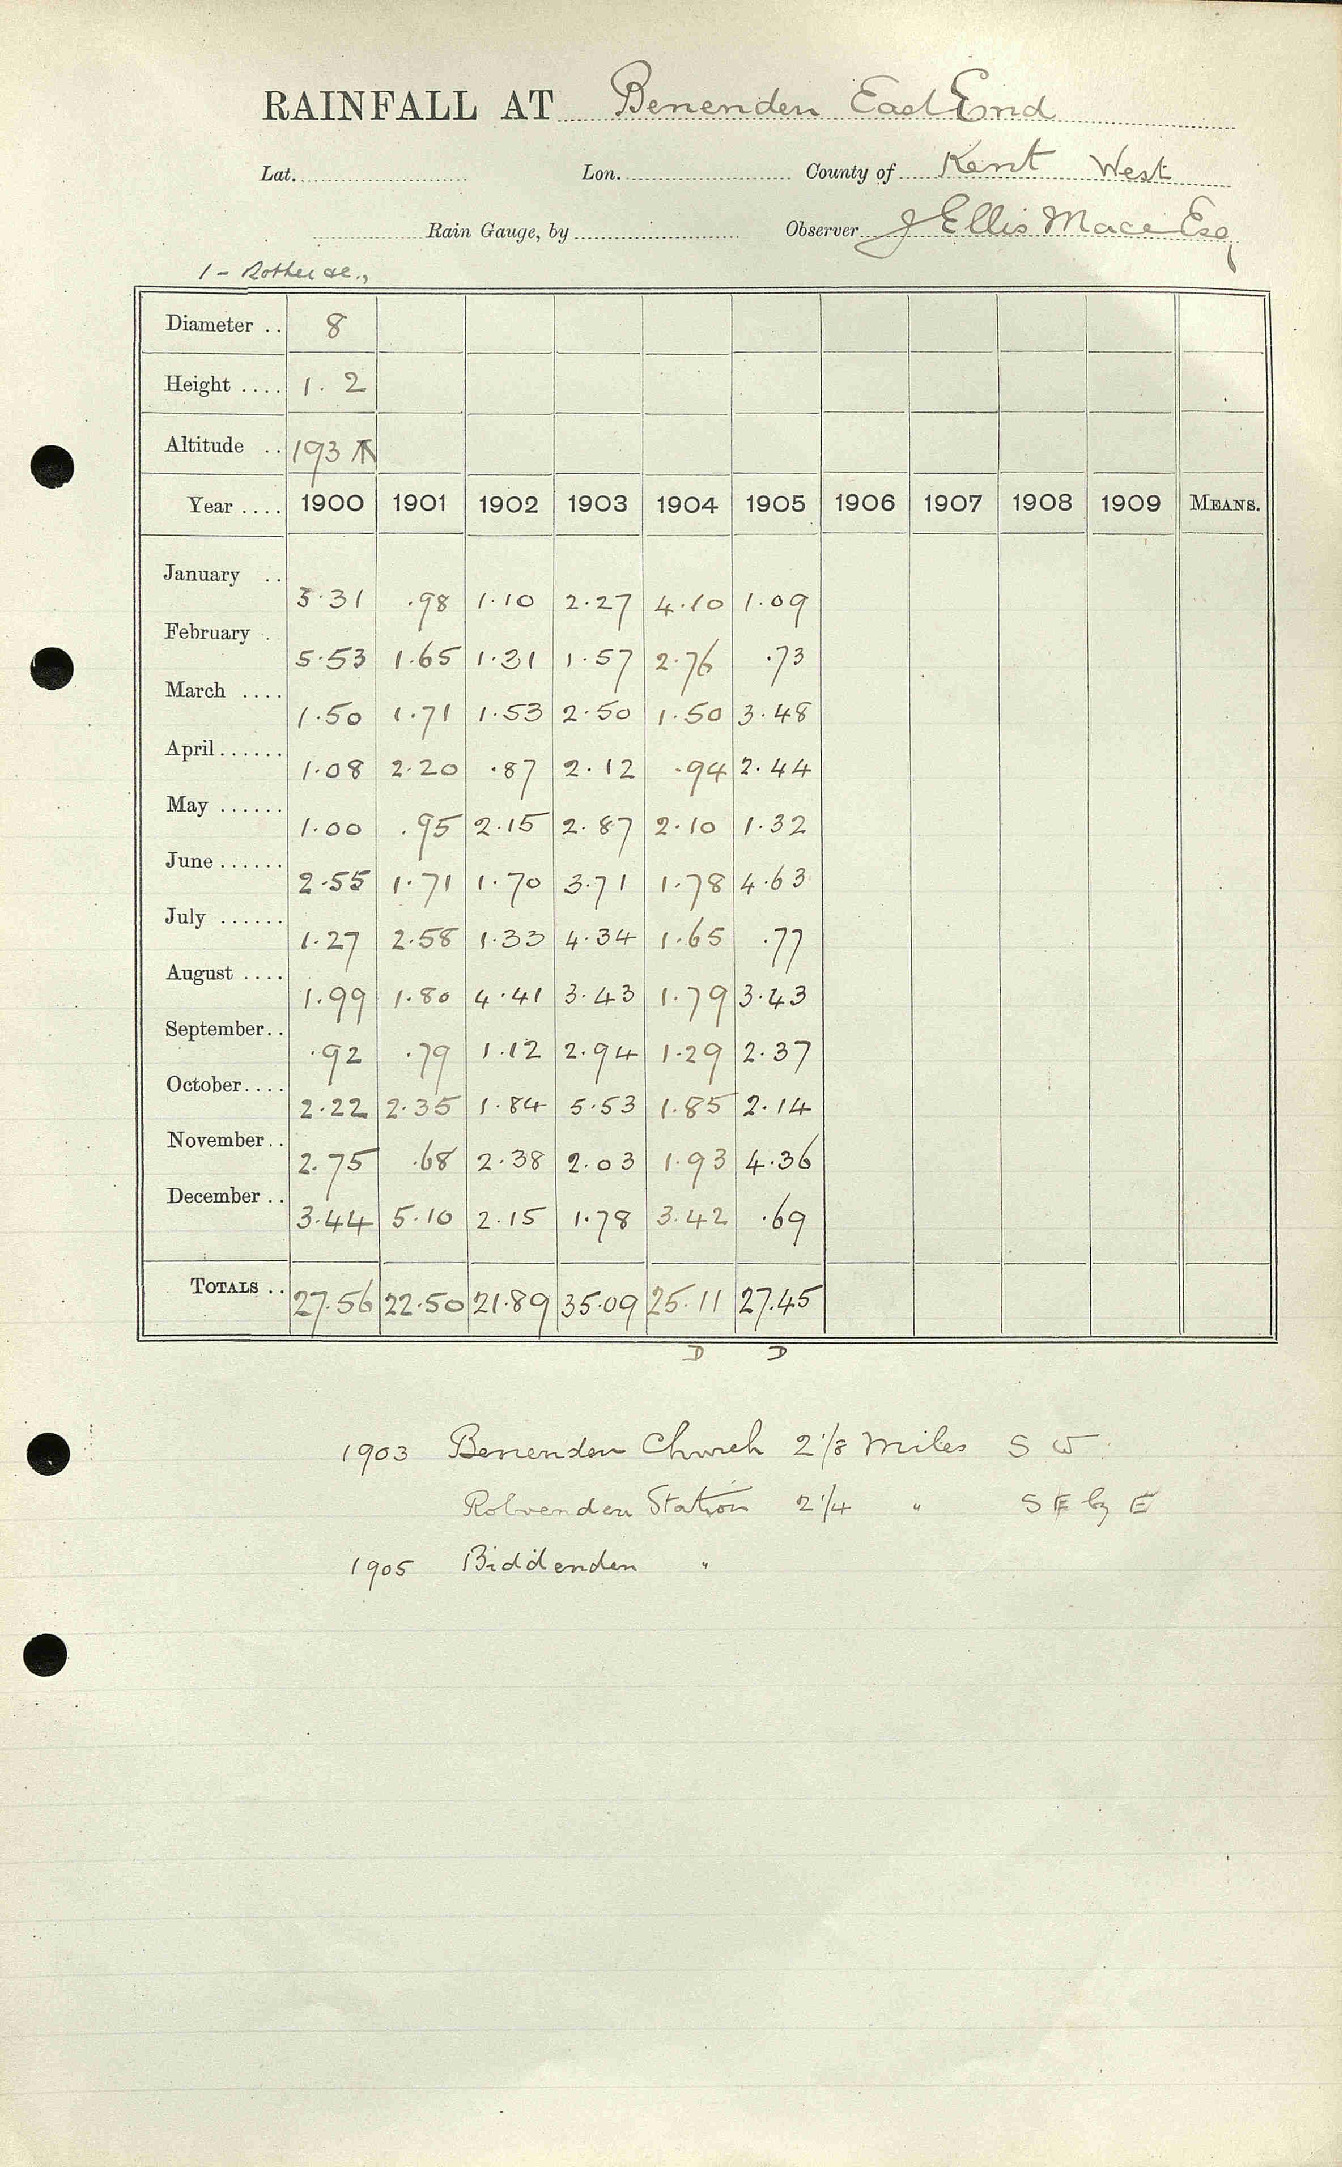 RAINFALL AT Benenden East End
Lat. Lon. County of Kent West
Rain Gauge, by Observer J Ellis Mace Esq
1 - Rother &c.,
Diameter .. 8
Height .... 1. 2
Altitude .. 193
Year .... 1900 1901 1902 1903 1904 1905 1906 1907 1908 1909 MEANS.
January .. 3.31 .98 1.10 2.27 4.10 1.09
February . 5.53 1.65 1.31 1.57 2.76 .73
March .... 1.50 1.71 1.53 2.50 1.50 3.48
April ...... 1.08 2.20 .87 2.12 .94 2.44
May ...... 1.00 .95 2.15 2.87 2.10 1.32
June ...... 2.55 1.71 1.70 3.71 1.78 4.63
July ...... 1.27 2.58 1.33 4.34 1.65 .77
August .... 1.99 1.80 4.41 3.43 1.79 3.43
September .. .92 .79 1.12 2.94 1.29 2.37
October .... 2.22 2.35 1.84 5.53 1.85 2.14
November .. 2.75 .68 2.38 2.03 1.93 4.36
December .. 3.44 5.10 2.15 1.78 3.42 .69
TOTALS .. 27.56 22.50 21.89 35.09 25.11 27.45
D D
1903 Benenden Church 2 1/8 Miles S W.
Rolvenden Station 2 1/4 " S E by E
1905 Biddenden "